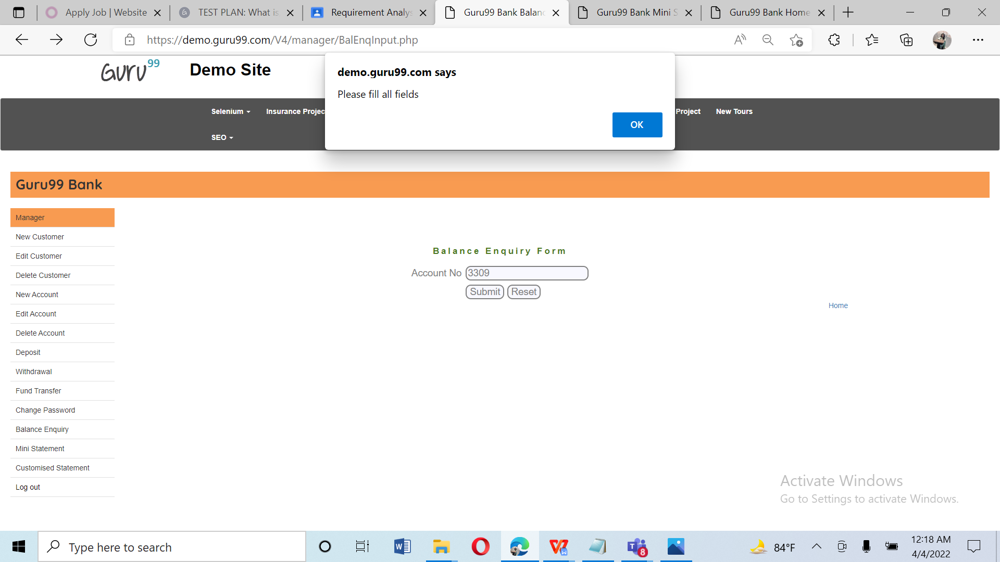 Apply Job | Website
TEST PLAN: What is
Requirement Analys
Guru99 Bank Balanc
Guru99 Bank Mini S
Guru99 Bank Home
https://demo.guru99.com/V4/manager/BalEnqInput.php
Guru99
Demo Site
demo.guru99.com says
Please fill all fields
OK
Selenium
Insurance Projec
Project
New Tours
SEO
Guru99 Bank
Manager
New Customer
Edit Customer
Delete Customer
New Account
Edit Account
Delete Account
Deposit
Withdrawal
Fund Transfer
Change Password
Balance Enquiry
Mini Statement
Customised Statement
Log out
Balance Enquiry Form
Account No 3309
Submit Reset
Home
Activate Windows
Go to Settings to activate Windows.
Type here to search
84°F
12:18 AM
4/4/2022
8